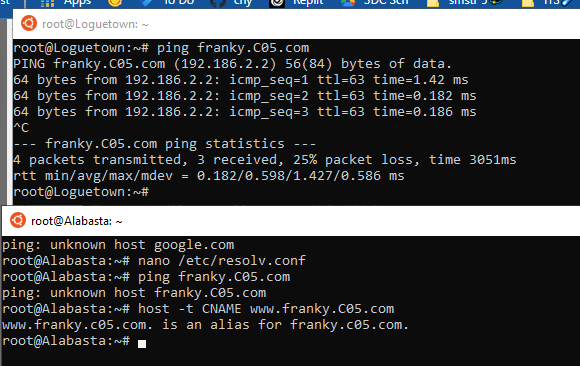 st
To Do
cny
Replit
SDC Sch
smstr 5
ITS
root@Loguetown: ~
root@Loguetown:~# ping franky.C05.com
PING franky.C05.com (192.186.2.2) 56(84) bytes of data.
64 bytes from 192.186.2.2: icmp_seq=1 ttl=63 time=1.42 ms
64 bytes from 192.186.2.2: icmp_seq=2 ttl=63 time=0.182 ms
64 bytes from 192.186.2.2: icmp_seq=3 ttl=63 time=0.186 ms
^C
--- franky.C05.com ping statistics ---
4 packets transmitted, 3 received, 25% packet loss, time 3051ms
rtt min/avg/max/mdev = 0.182/0.598/1.427/0.586 ms
root@Loguetown:~#
root@Alabasta: ~
ping: unknown host google.com
root@Alabasta:~# nano /etc/resolv.conf
root@Alabasta:~# ping franky.C05.com
ping: unknown host franky.C05.com
root@Alabasta:~# host -t CNAME www.franky.C05.com
www.franky.c05.com. is an alias for franky.c05.com.
root@Alabasta:~#